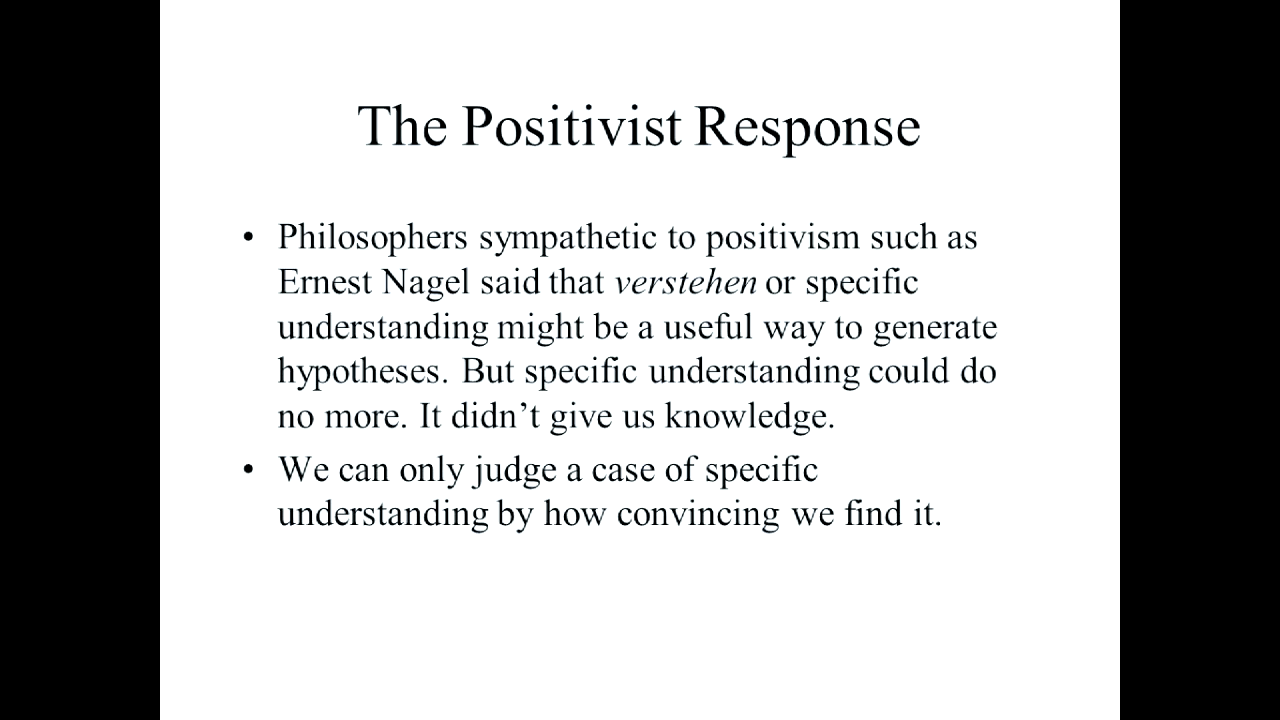 The Positivist Response
• Philosophers sympathetic to positivism such as
Ernest Nagel said that verstehen or specific
understanding might be a useful way to generate
hypotheses. But specific understanding could do
no more. It didn’t give us knowledge.
• We can only judge a case of specific
understanding by how convincing we find it.